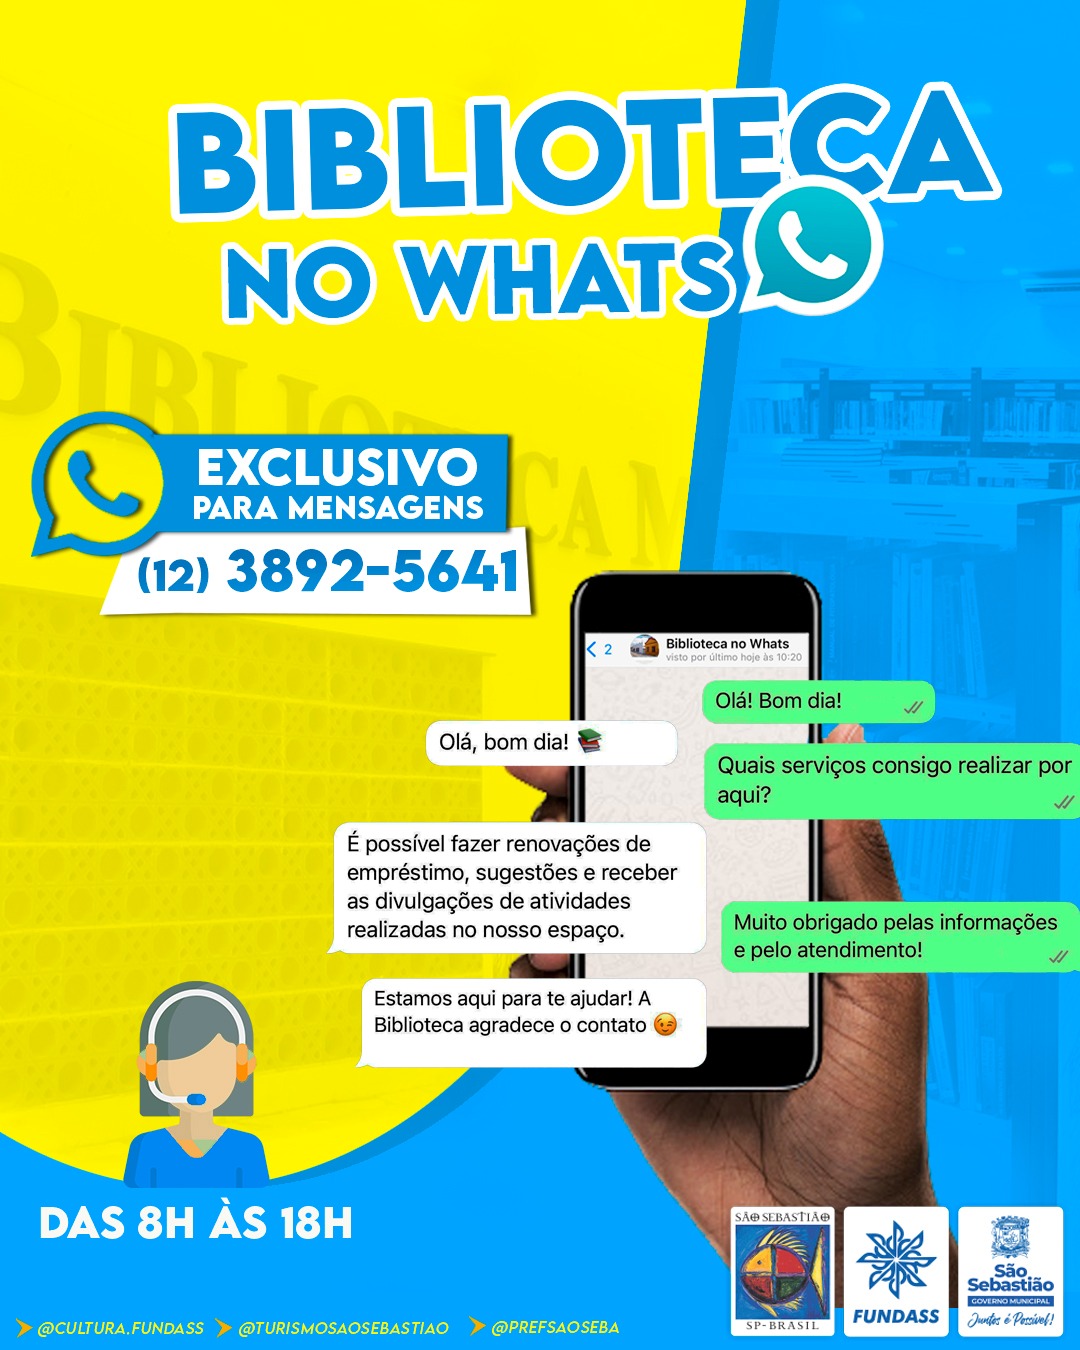 BIBLIOTECA
NO WHATS
BIBLIOTECA M
EXCLUSIVO
PARA MENSAGENS
(12) 3892-5641
2
Biblioteca no Whats
visto por último hoje às 10:20
Olá! Bom dia!
Olá, bom dia! 📚
Quais serviços consigo realizar por
aqui?
É possível fazer renovações de
empréstimo, sugestões e receber
as divulgações de atividades
realizadas no nosso espaço.
Muito obrigado pelas informações
e pelo atendimento!
Estamos aqui para te ajudar! A
Biblioteca agradece o contato 😉
DAS 8H ÀS 18H
SÃO SEBASTIÃO
SP-BRASIL
FUNDASS
São
Sebastião
GOVERNO MUNICIPAL
Juntos é Possível!
@CULTURA.FUNDASS
@TURISMOSAOSEBASTIAO
@PREFSAOSEBA